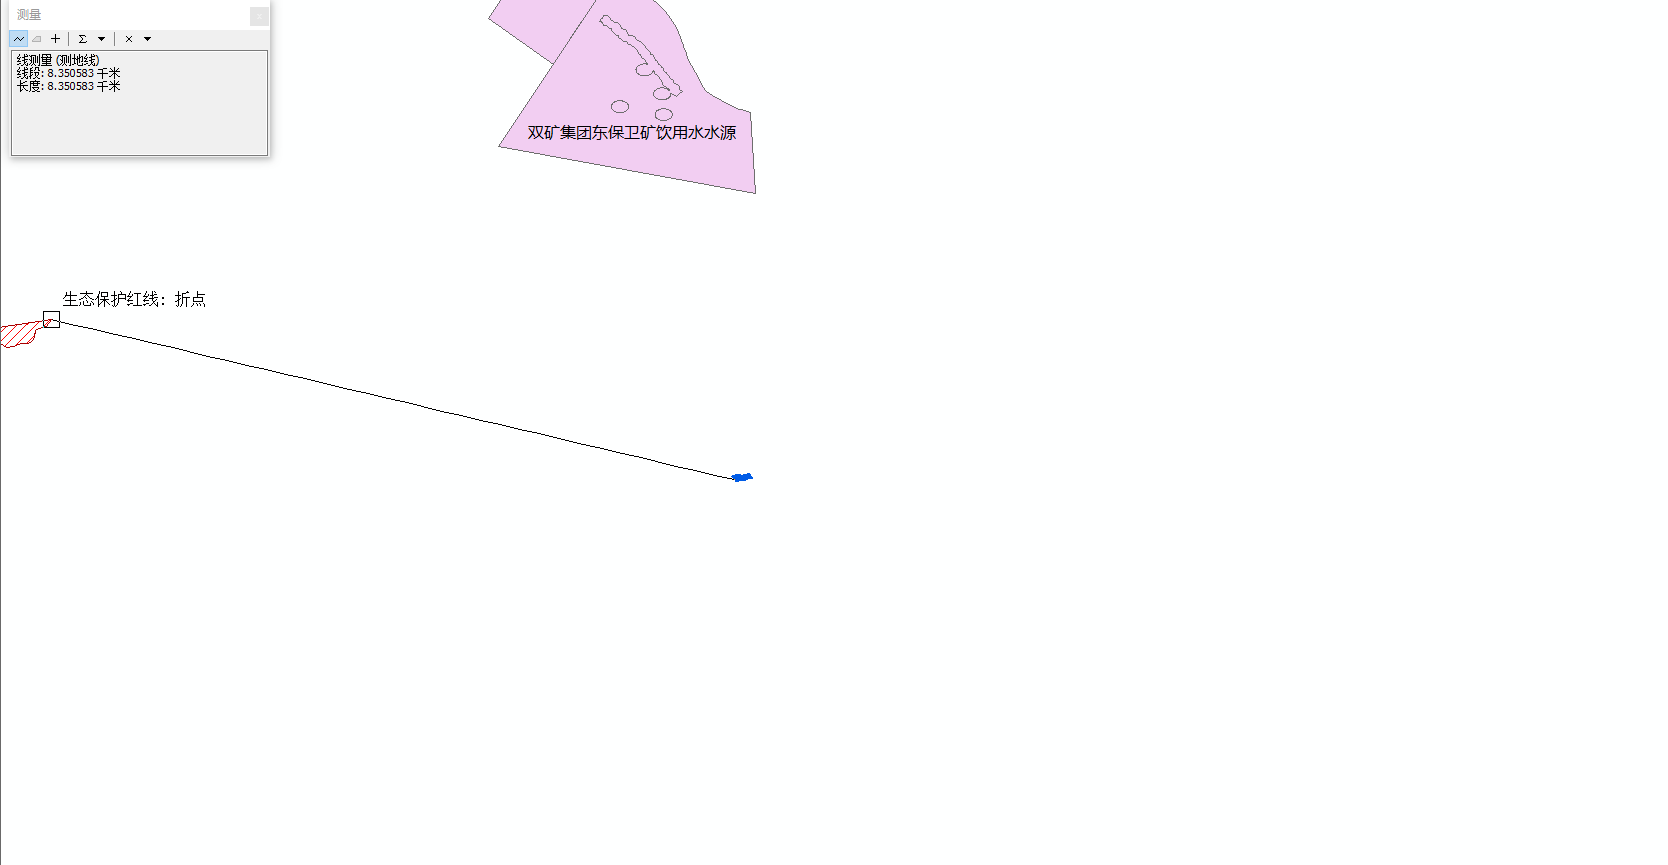 测量
线测量 (测地线)
线段: 8.350583 千米
长度: 8.350583 千米
双矿集团东保卫矿饮用水水源
生态保护红线：折点